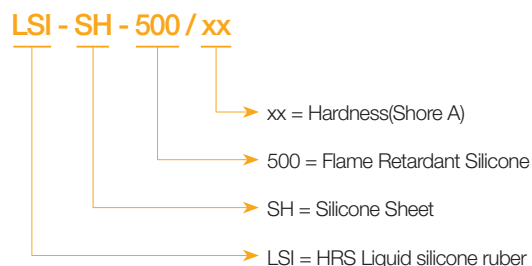 LSI - SH - 500 / xx
xx = Hardness(Shore A)
500 = Flame Retardant Silicone
SH = Silicone Sheet
LSI = HRS Liquid silicone ruber